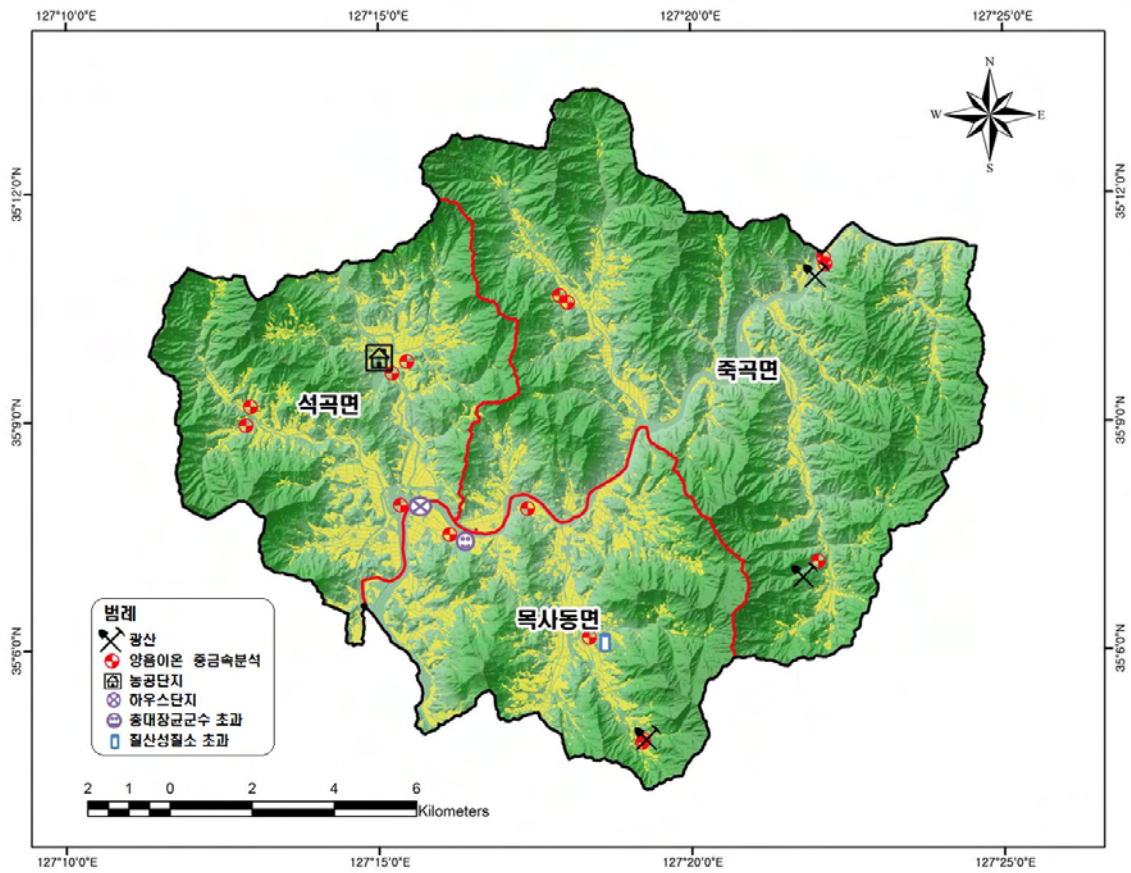 127°10'0"E 127°15'0"E 127°20'0"E 127°25'0"E
N
W E
S
35°12'0"N 35°12'0"N
죽곡면
석곡면
35°9'0"N 35°9'0"N
목사동면
범례
광산
양음이온 중금속분석
농공단지
하우스단지
총대장균군수 초과
질산성질소 초과
35°6'0"N 35°6'0"N
2 1 0 2 4 6
Kilometers
127°10'0"E 127°15'0"E 127°20'0"E 127°25'0"E